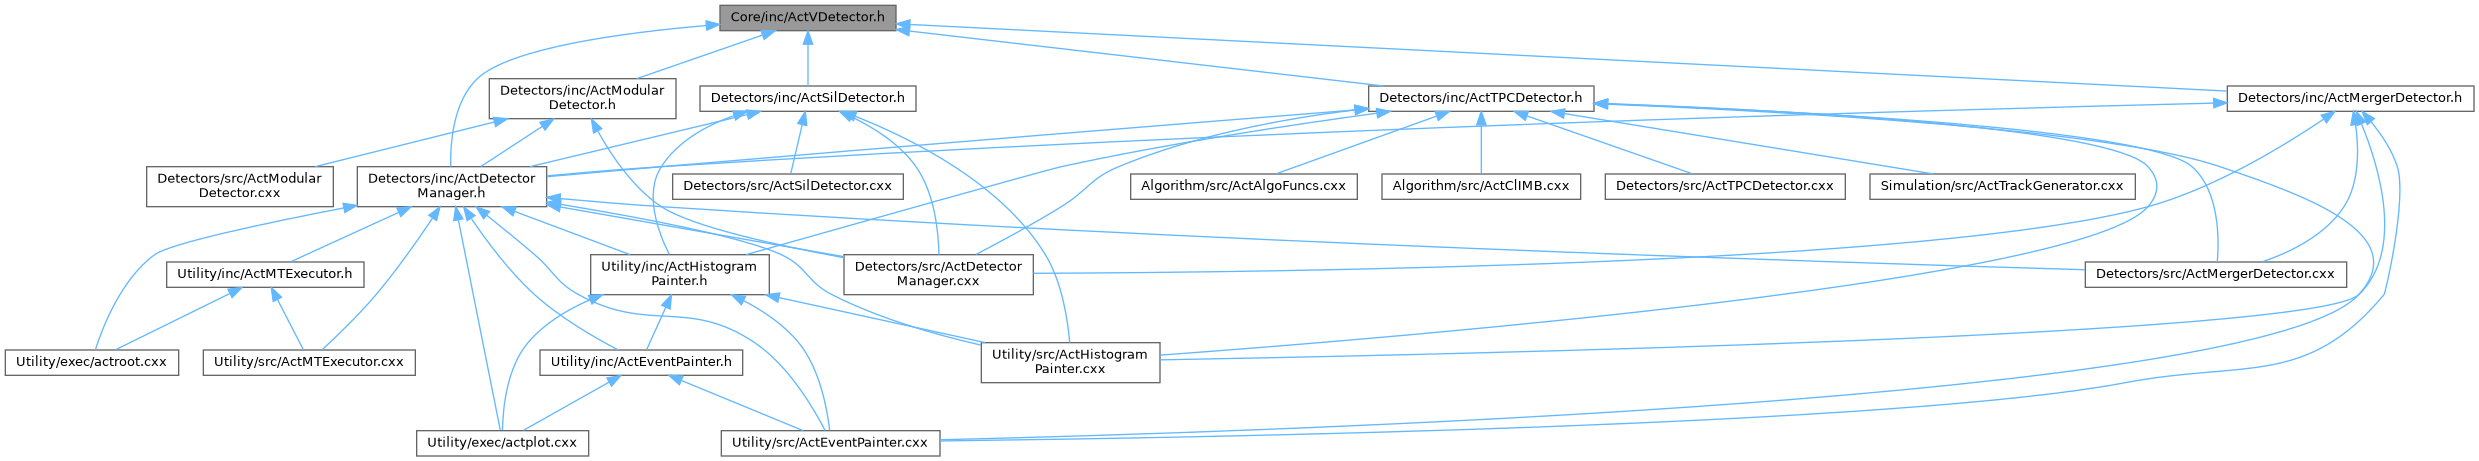 Core/inc/ActVDetector.h
Detectors/inc/ActModular
Detector.h
Detectors/inc/ActSilDetector.h
Detectors/inc/ActTPCDetector.h
Detectors/inc/ActMergerDetector.h
Detectors/src/ActModular
Detector.cxx
Detectors/inc/ActDetector
Manager.h
Detectors/src/ActSilDetector.cxx
Algorithm/src/ActAlgoFuncs.cxx
Algorithm/src/ActClIMB.cxx
Detectors/src/ActTPCDetector.cxx
Simulation/src/ActTrackGenerator.cxx
Utility/inc/ActMTExecutor.h
Utility/inc/ActHistogram
Painter.h
Detectors/src/ActDetector
Manager.cxx
Detectors/src/ActMergerDetector.cxx
Utility/exec/actroot.cxx
Utility/src/ActMTExecutor.cxx
Utility/inc/ActEventPainter.h
Utility/src/ActHistogram
Painter.cxx
Utility/exec/actplot.cxx
Utility/src/ActEventPainter.cxx